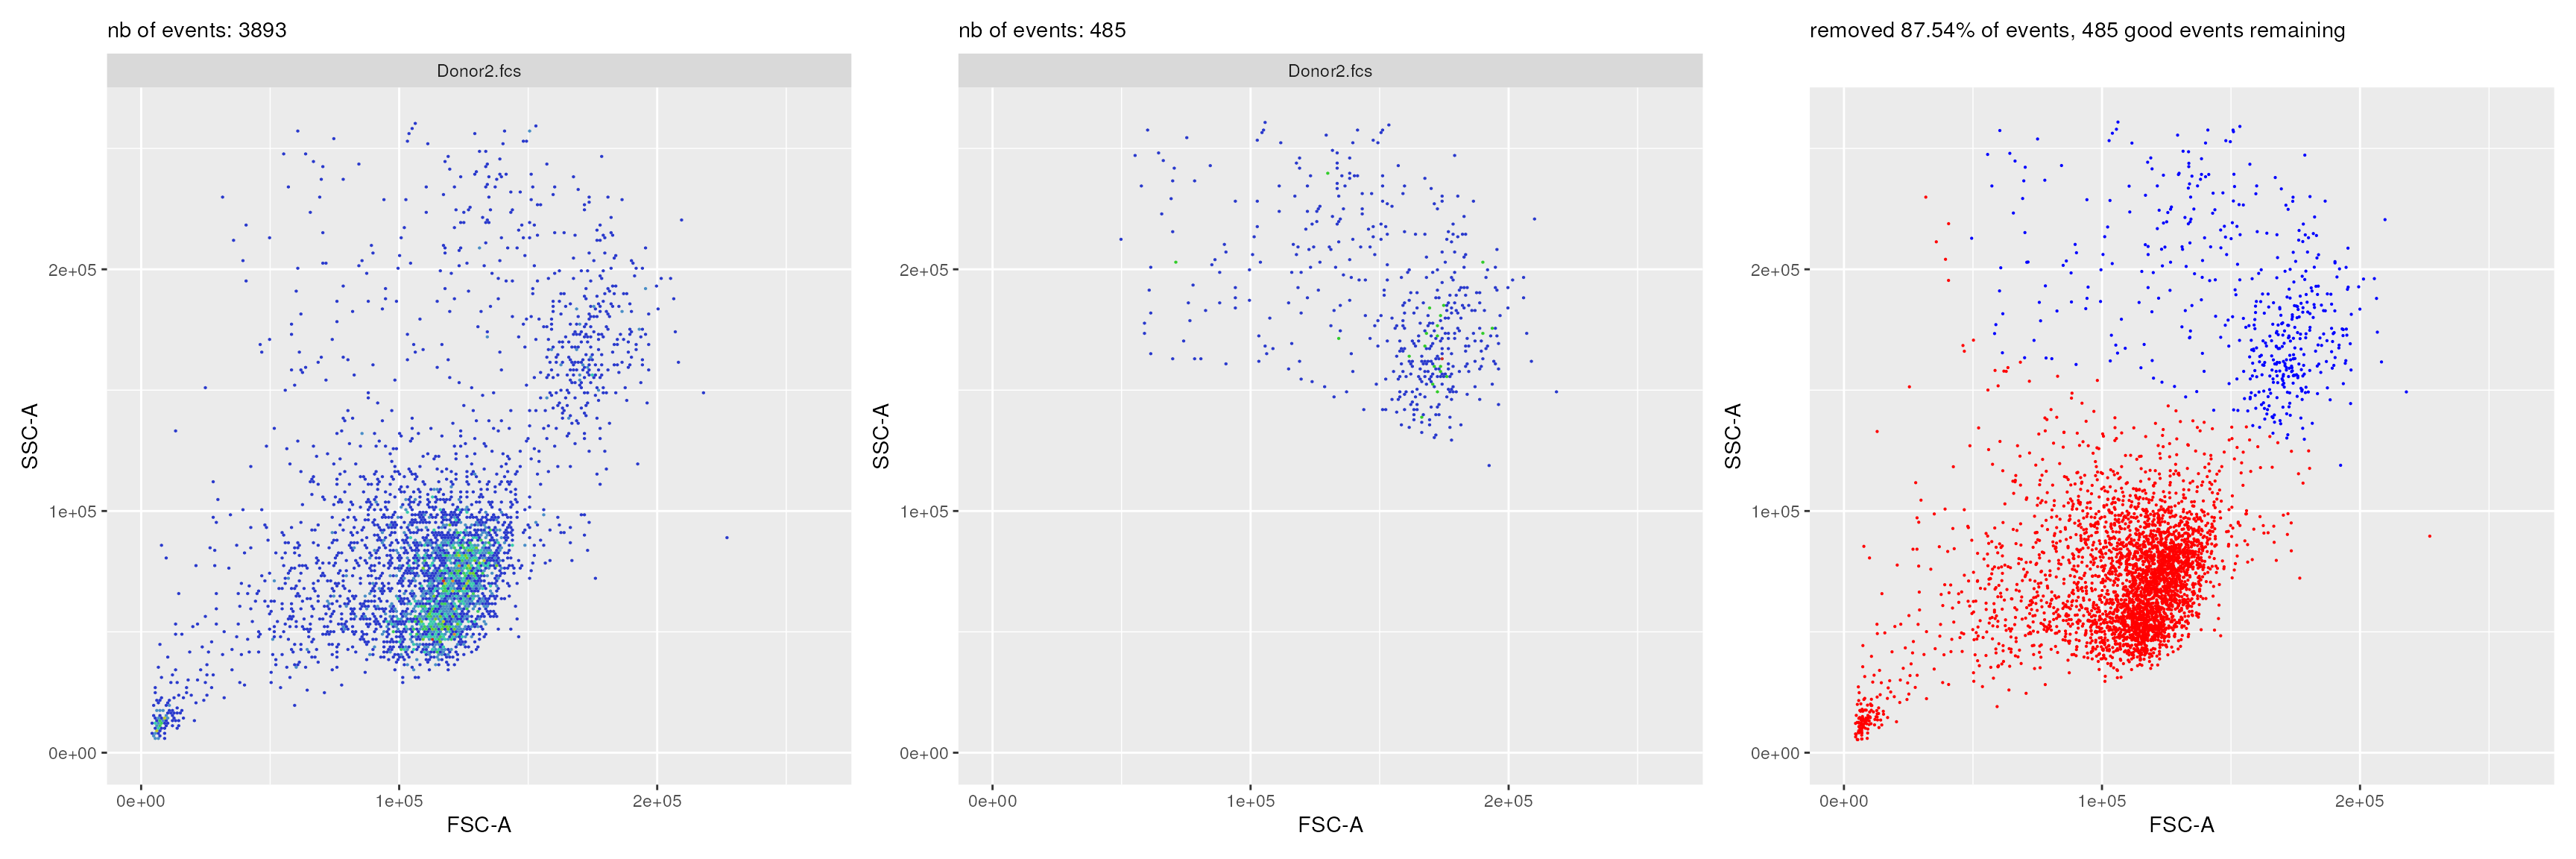 nb of events: 3893
Donor2.fcs
SSC-A
2e+05
1e+05
0e+00
0e+00 1e+05 2e+05
FSC-A
nb of events: 485
Donor2.fcs
SSC-A
2e+05
1e+05
0e+00
0e+00 1e+05 2e+05
FSC-A
removed 87.54% of events, 485 good events remaining
SSC-A
2e+05
1e+05
0e+00
0e+00 1e+05 2e+05
FSC-A